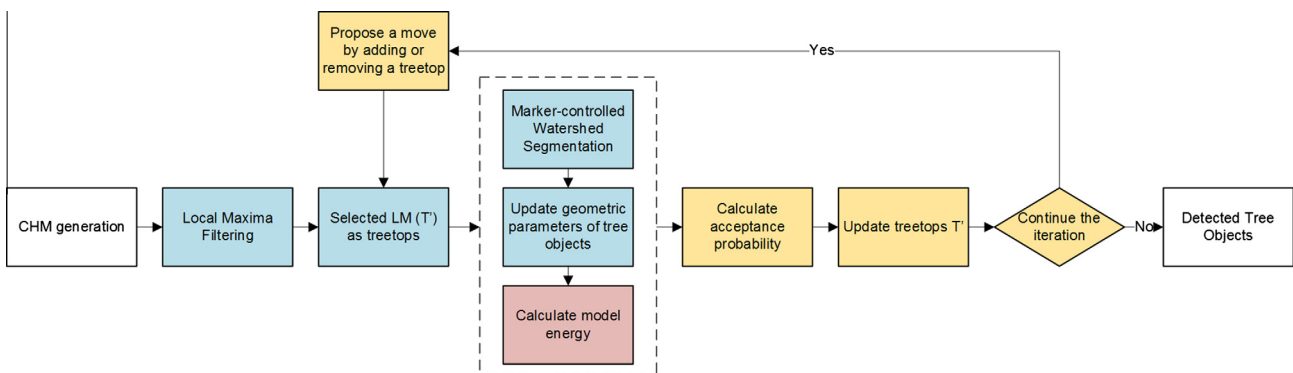 Propose a move
by adding or
removing a treetop
Yes
Marker-controlled
Watershed
Segmentation
CHM generation
Local Maxima
Filtering
Selected LM (T')
as treetops
Update geometric
parameters of tree
objects
Calculate
acceptance
probability
Update treetops T'
Continue the
iteration
No
Detected Tree
Objects
Calculate model
energy